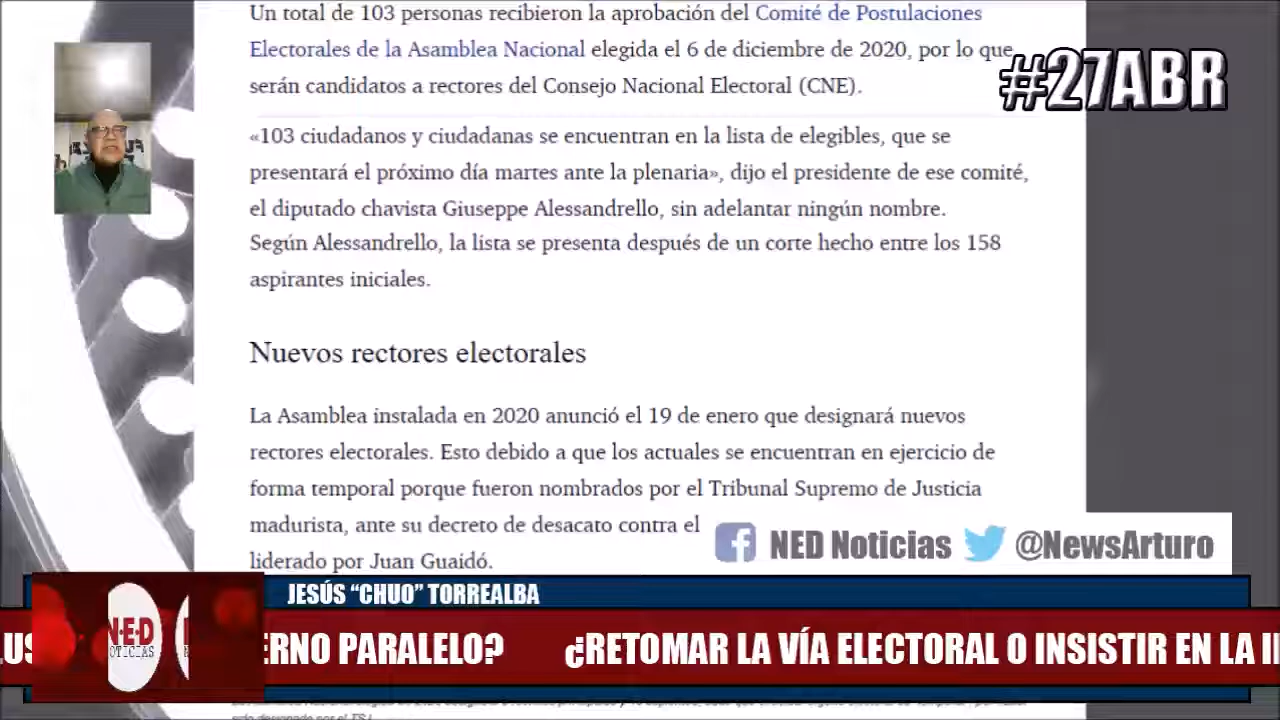 Un total de 103 personas recibieron la aprobación del Comité de Postulaciones
Electorales de la Asamblea Nacional elegida el 6 de diciembre de 2020, por lo que
serán candidatos a rectores del Consejo Nacional Electoral (CNE).
#27ABR
«103 ciudadanos y ciudadanas se encuentran en la lista de elegibles, que se
presentará el próximo día martes ante la plenaria», dijo el presidente de ese comité,
el diputado chavista Giuseppe Alessandrello, sin adelantar ningún nombre.
Según Alessandrello, la lista se presenta después de un corte hecho entre los 158
aspirantes iniciales.
Nuevos rectores electorales
La Asamblea instalada en 2020 anunció el 19 de enero que designará nuevos
rectores electorales. Esto debido a que los actuales se encuentran en ejercicio de
forma temporal porque fueron nombrados por el Tribunal Supremo de Justicia
madurista, ante su decreto de desacato contra el
liderado por Juan Guaidó.
NED Noticias @NewsArturo
JESÚS “CHUO” TORREALBA
N·E·D
OTICIAS
ERNO PARALELO? ¿RETOMAR LA VÍA ELECTORAL O INSISTIR EN LA